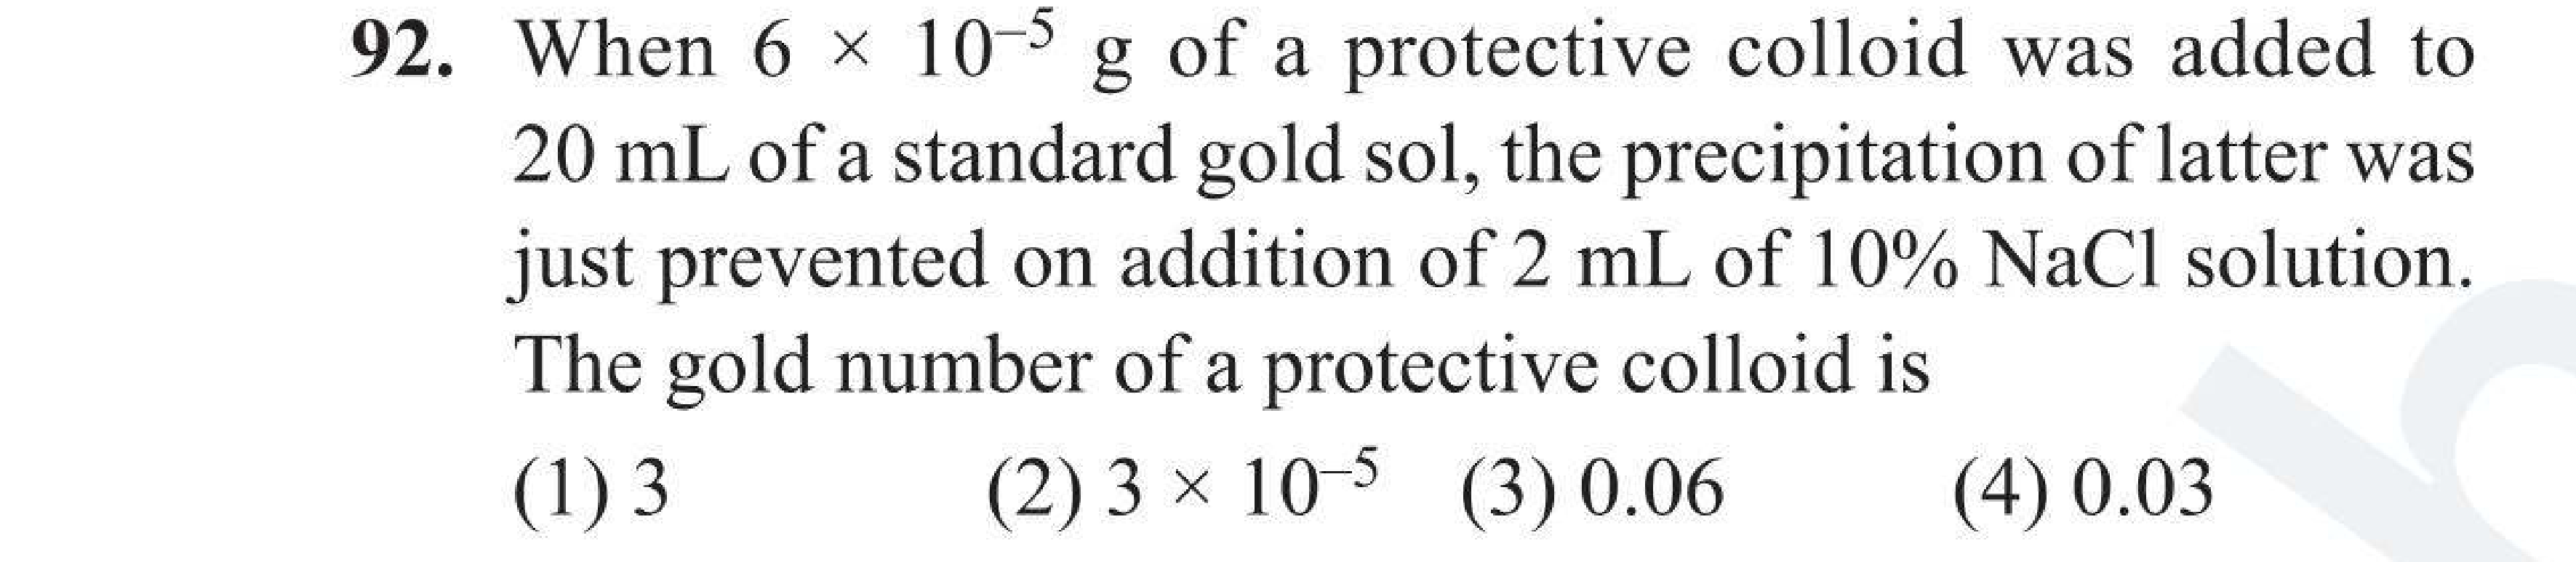 92. When 6 × 10⁻⁵ g of a protective colloid was added to
20 mL of a standard gold sol, the precipitation of latter was
just prevented on addition of 2 mL of 10% NaCl solution.
The gold number of a protective colloid is
(1) 3 (2) 3 × 10⁻⁵ (3) 0.06 (4) 0.03